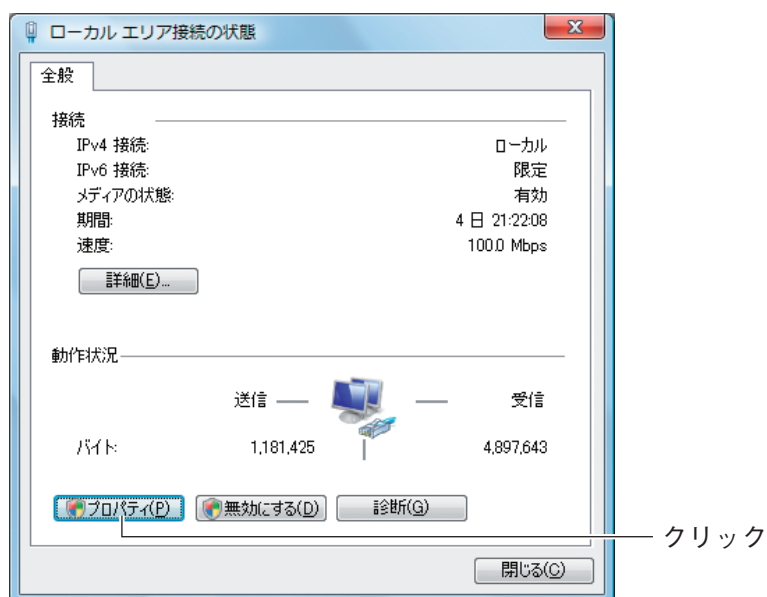 ローカル エリア接続の状態
全般
接続
IPv4 接続: ローカル
IPv6 接続: 限定
メディアの状態: 有効
期間: 4 日 21:22:08
速度: 100.0 Mbps
詳細(E)...
動作状況
送信 受信
バイト: 1,181,425 4,897,643
プロパティ(P) 無効にする(D) 診断(G)
クリック
閉じる(C)